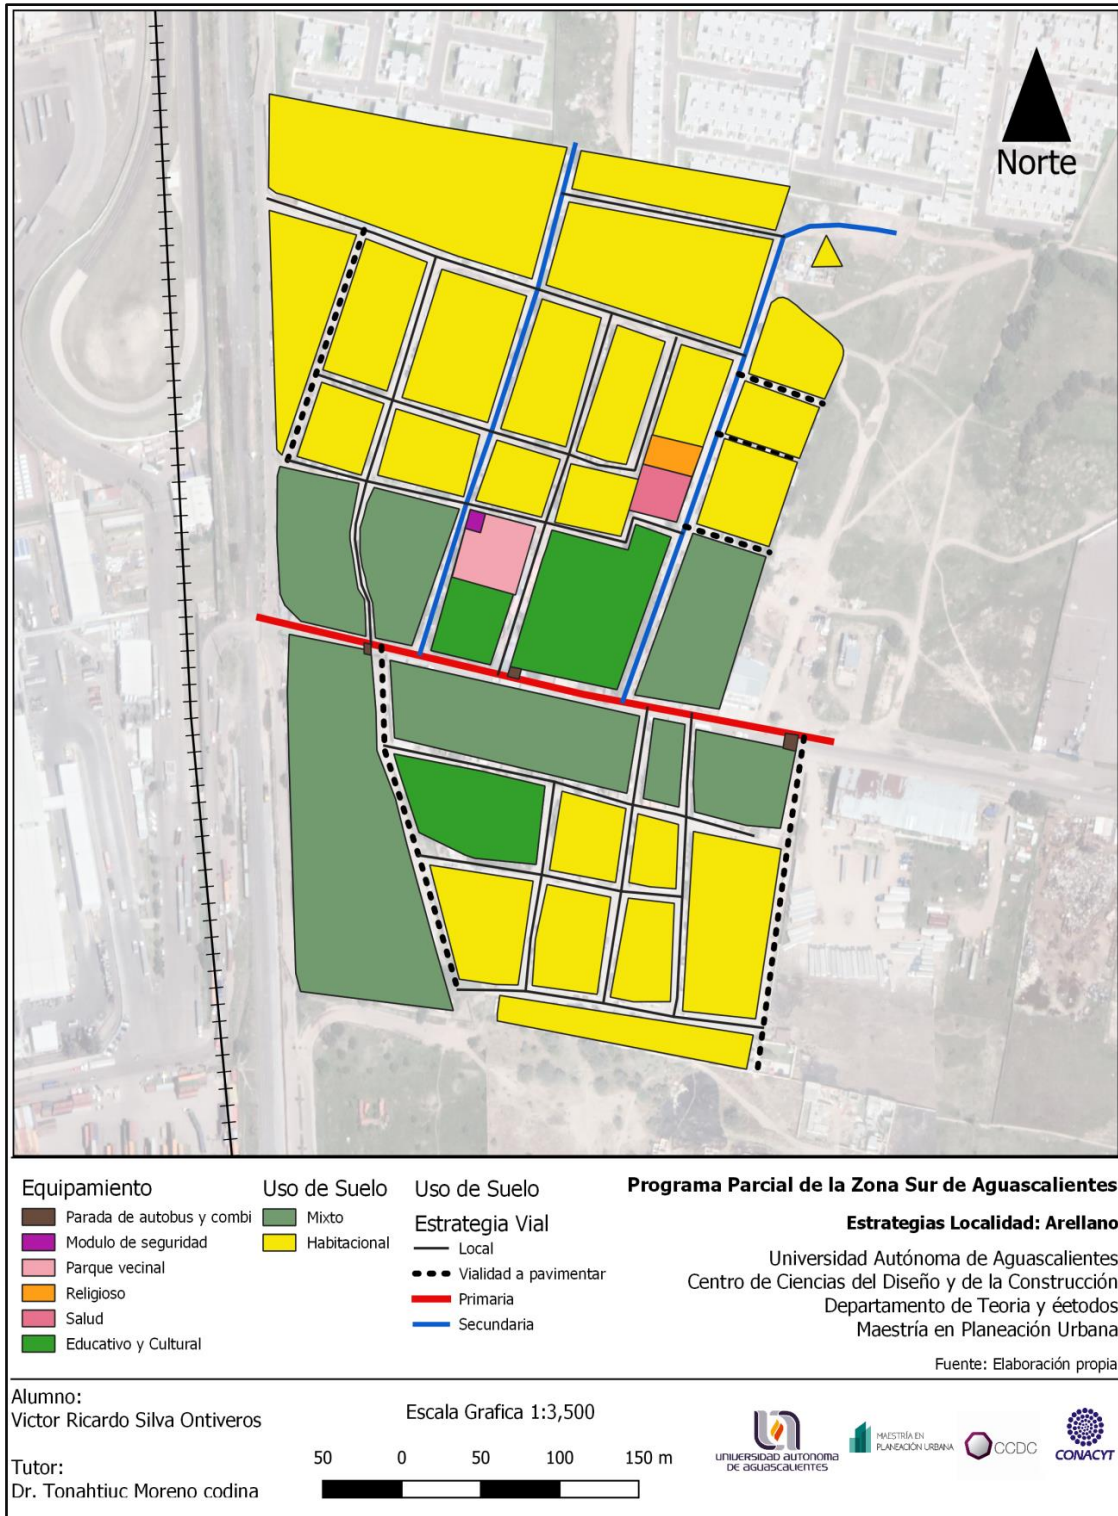 Norte
Equipamiento
Parada de autobus y combi
Modulo de seguridad
Parque vecinal
Religioso
Salud
Educativo y Cultural
Uso de Suelo
Mixto
Habitacional
Uso de Suelo
Estrategia Vial
Local
Vialidad a pavimentar
Primaria
Secundaria
Programa Parcial de la Zona Sur de Aguascalientes
Estrategias Localidad: Arellano
Universidad Autónoma de Aguascalientes
Centro de Ciencias del Diseño y de la Construcción
Departamento de Teoria y éetodos
Maestría en Planeación Urbana
Fuente: Elaboración propia
Alumno:
Victor Ricardo Silva Ontiveros
Tutor:
Dr. Tonahtiuc Moreno codina
Escala Grafica 1:3,500
50 0 50 100 150 m
UNIVERSIDAD AUTONOMA
DE AGUASCALIENTES
MAESTRÍA EN
PLANEACIÓN URBANA
CCDC
CONACYT